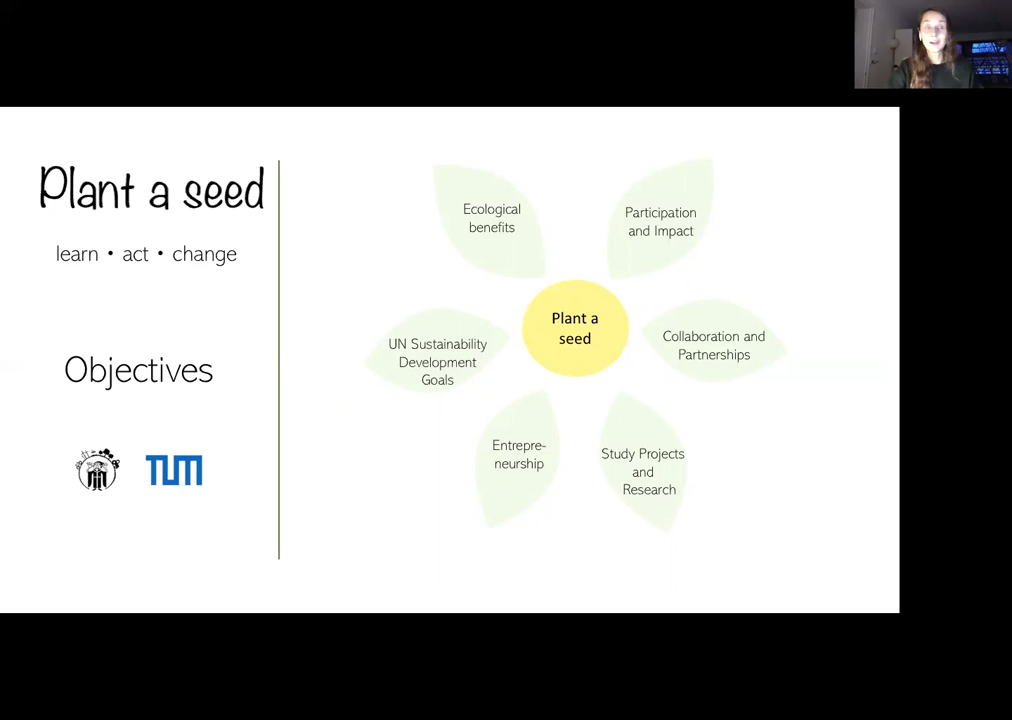 Plant a seed
learn • act • change
Objectives
TUM
Ecological
benefits
Participation
and Impact
Plant a
seed
UN Sustainability
Development
Goals
Collaboration and
Partnerships
Entrepre-
neurship
Study Projects
and
Research